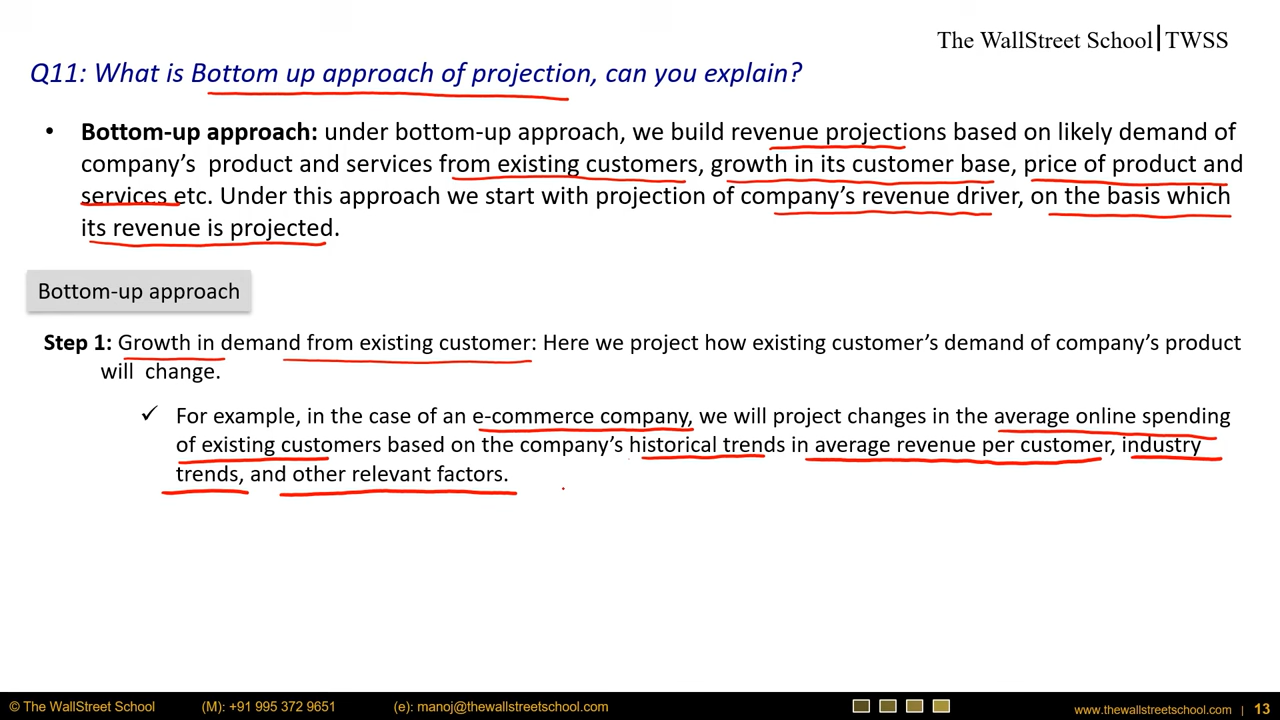 The WallStreet School|TWSS
Q11: What is Bottom up approach of projection, can you explain?
• Bottom-up approach: under bottom-up approach, we build revenue projections based on likely demand of
company's product and services from existing customers, growth in its customer base, price of product and
services etc. Under this approach we start with projection of company's revenue driver, on the basis which
its revenue is projected.
Bottom-up approach
Step 1: Growth in demand from existing customer: Here we project how existing customer's demand of company's product
will change.
✓ For example, in the case of an e-commerce company, we will project changes in the average online spending
of existing customers based on the company's historical trends in average revenue per customer, industry
trends, and other relevant factors.
© The WallStreet School (M): +91 995 372 9651 (e): manoj@thewallstreetschool.com www.thewallstreetschool.com | 13